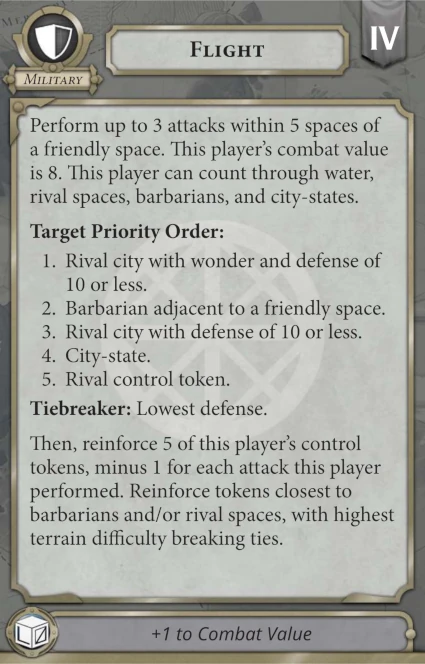 FLIGHT
IV
MILITARY
Perform up to 3 attacks within 5 spaces of
a friendly space. This player's combat value
is 8. This player can count through water,
rival spaces, barbarians, and city-states.
Target Priority Order:
1. Rival city with wonder and defense of
10 or less.
2. Barbarian adjacent to a friendly space.
3. Rival city with defense of 10 or less.
4. City-state.
5. Rival control token.
Tiebreaker: Lowest defense.
Then, reinforce 5 of this player's control
tokens, minus 1 for each attack this player
performed. Reinforce tokens closest to
barbarians and/or rival spaces, with highest
terrain difficulty breaking ties.
+1 to Combat Value